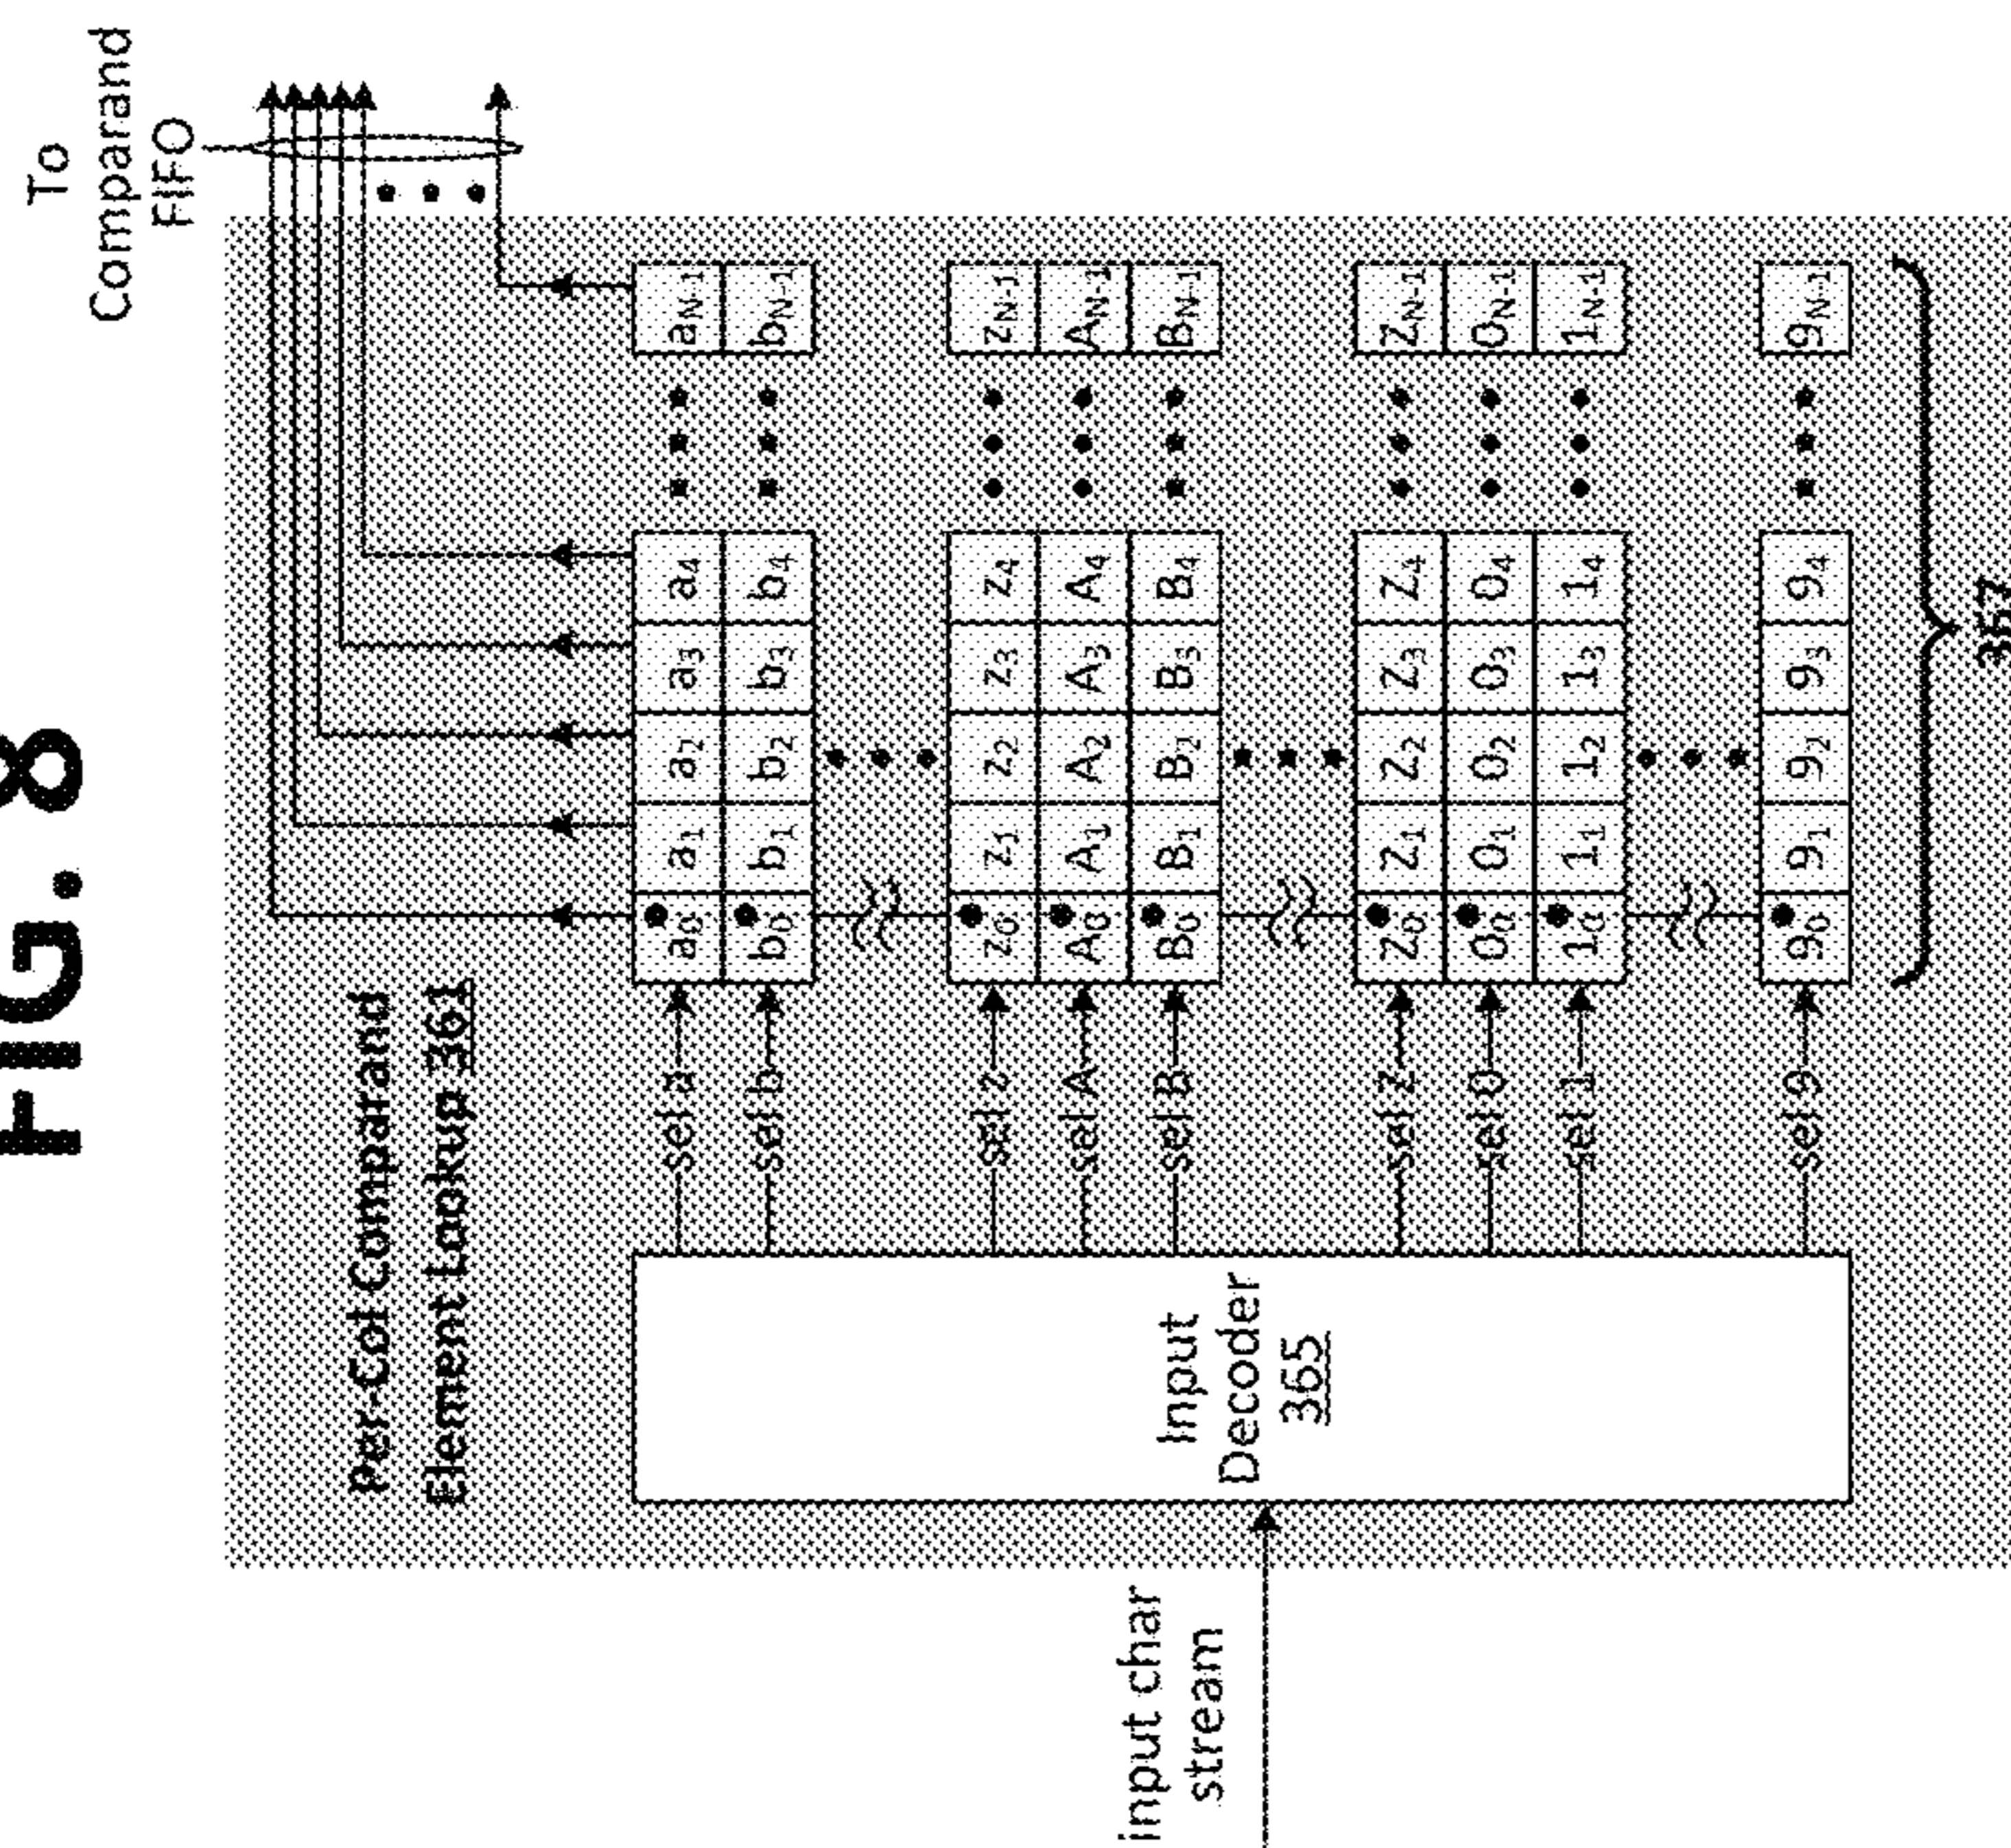 FIG. 8
To
Comparand
FIFO
Per-Col Comparand
Element Lookup 361
sel a a0 a1 a2 a3 a4 aN-1
sel b b0 b1 b2 b3 b4 bN-1
sel z z0 z1 z2 z3 z4 zN-1
sel A A0 A1 A2 A3 A4 AN-1
sel B B0 B1 B2 B3 B4 BN-1
sel Z Z0 Z1 Z2 Z3 Z4 ZN-1
sel 0 00 01 02 03 04 0N-1
sel 1 10 11 12 13 14 1N-1
sel 9 90 91 92 93 94 9N-1
input char
stream
Input
Decoder
365
367